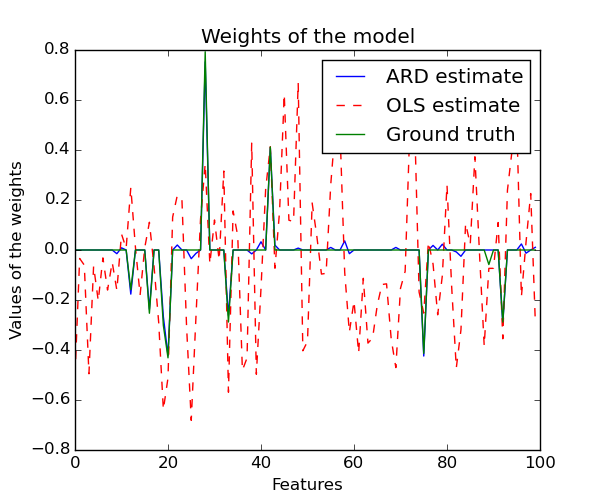 Weights of the model
ARD estimate
OLS estimate
Ground truth
Values of the weights
0.8
0.6
0.4
0.2
0.0
−0.2
−0.4
−0.6
−0.8
0 20 40 60 80 100
Features